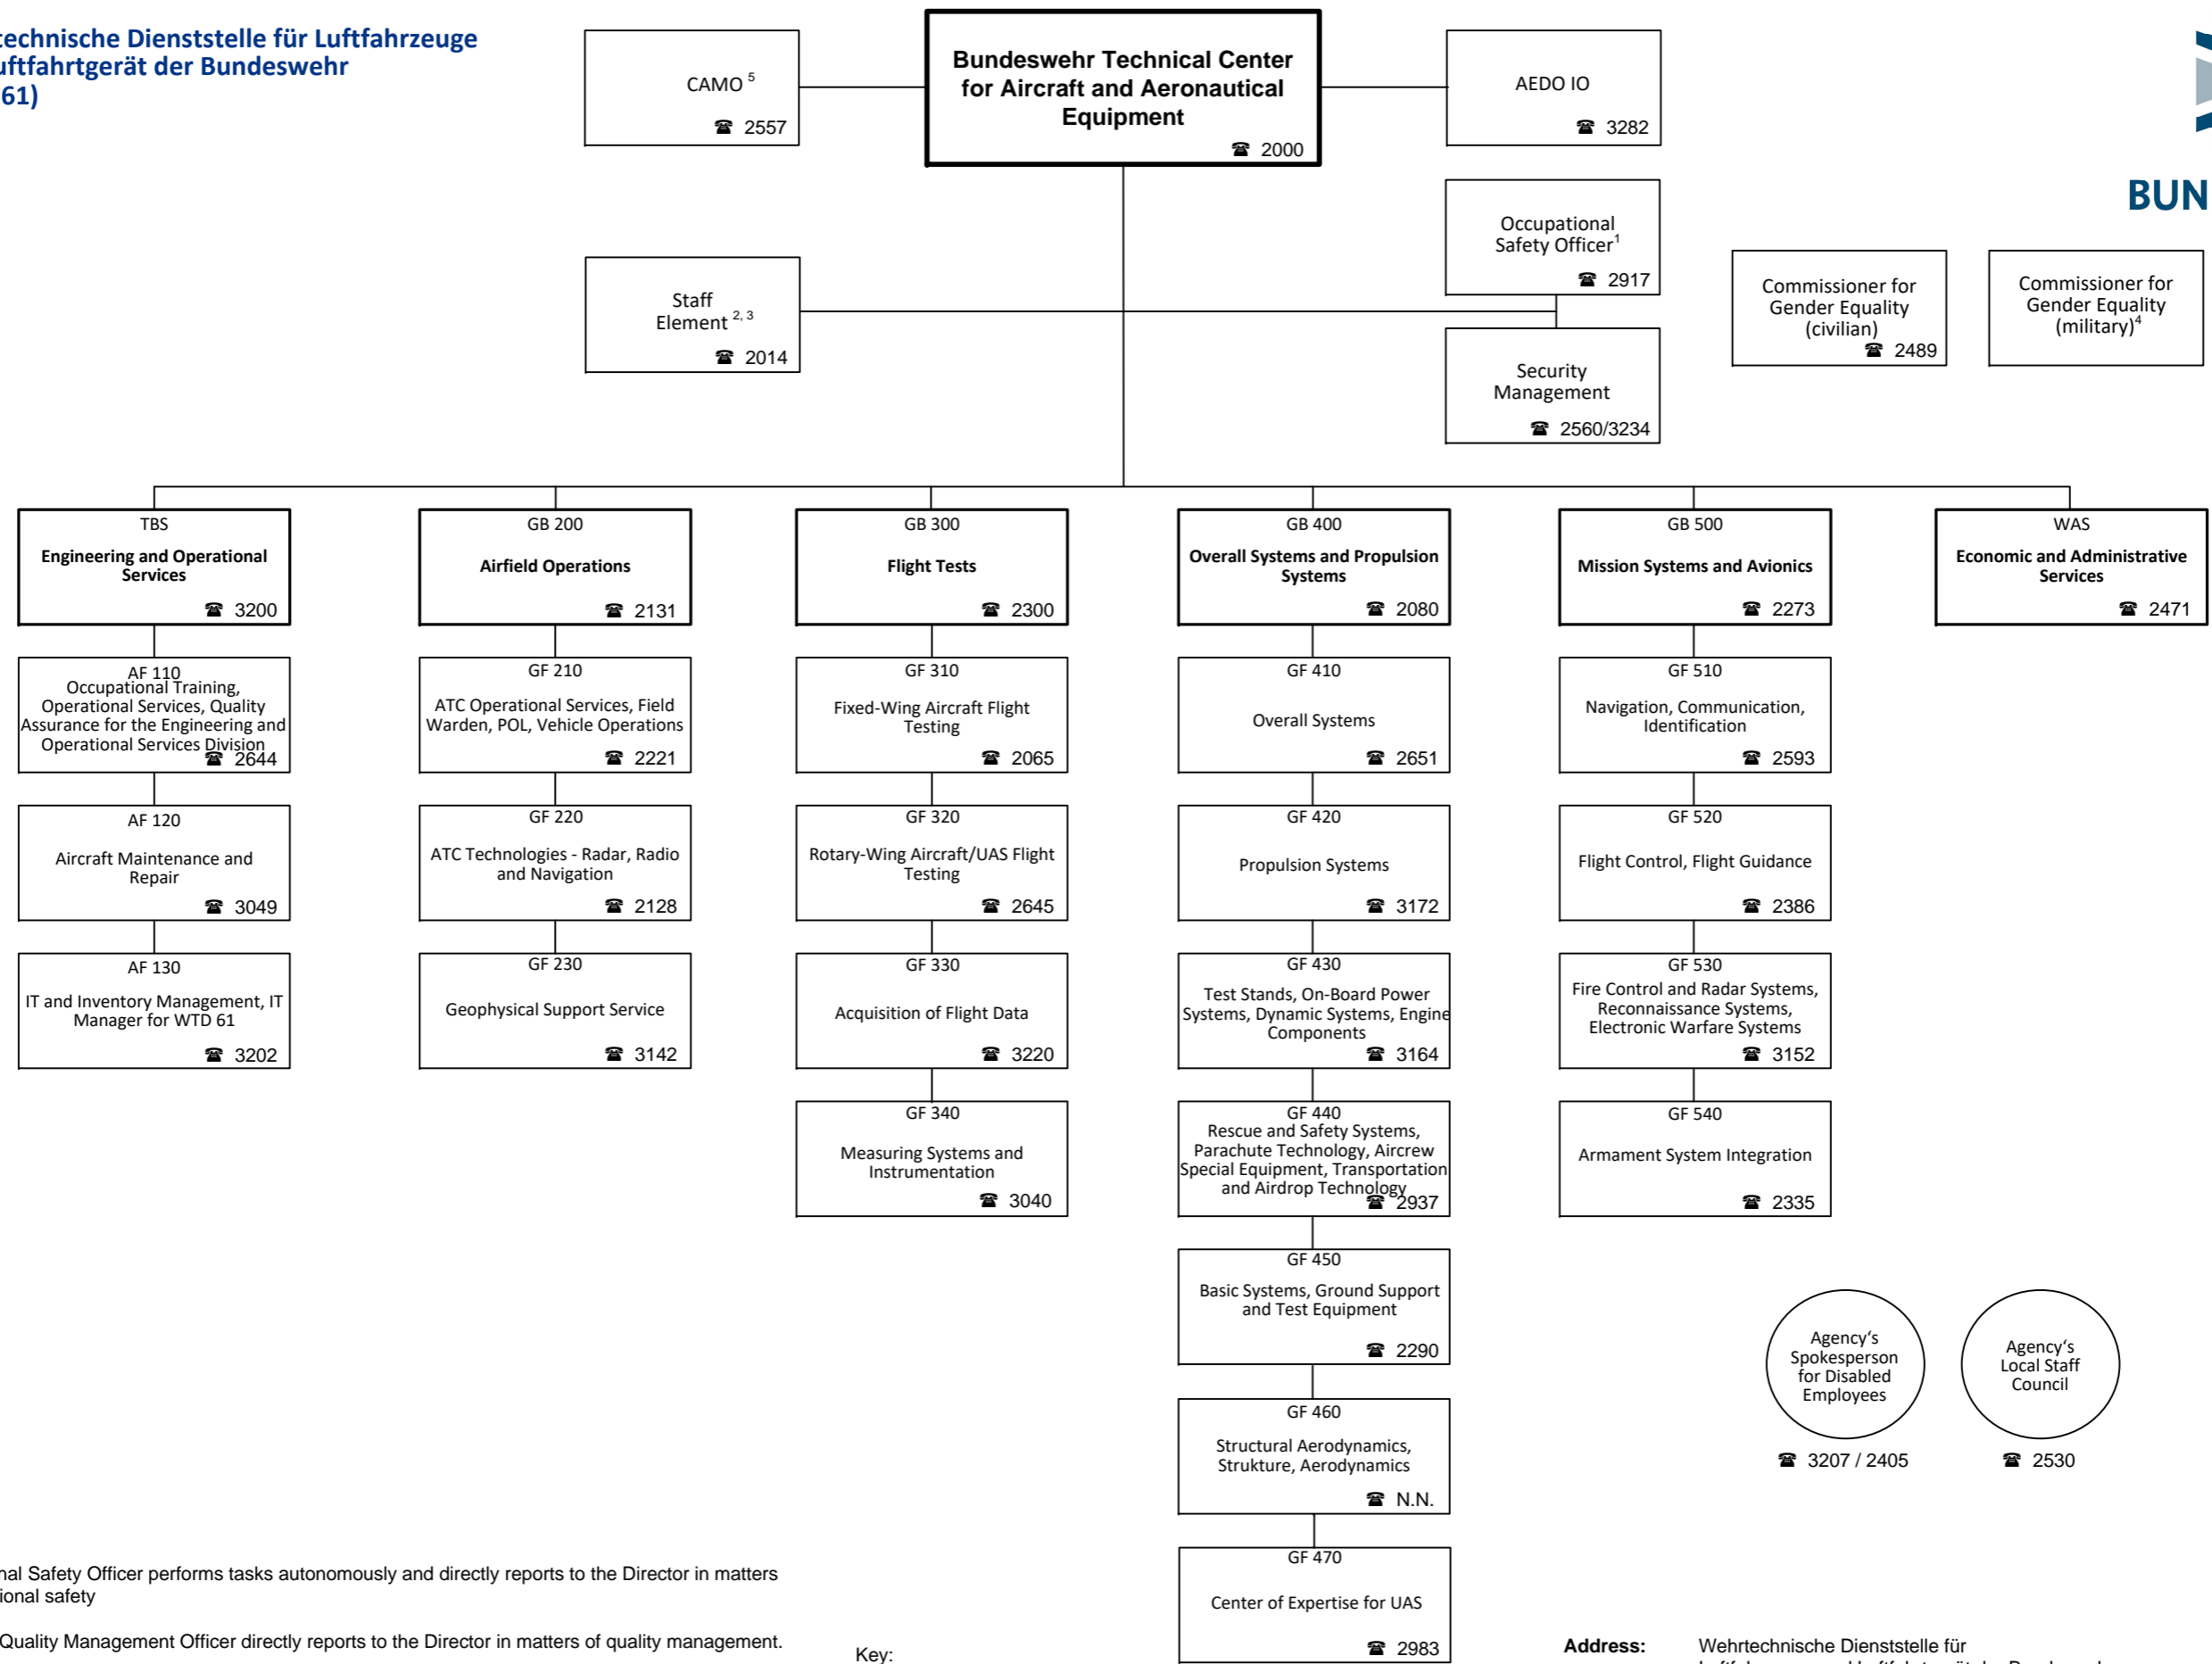 technische Dienststelle für Luftfahrzeuge
uftfahrtgerät der Bundeswehr
61)
CAMO 5
☎ 2557
Bundeswehr Technical Center
for Aircraft and Aeronautical
Equipment
☎ 2000
AEDO IO
☎ 3282
BUN
Occupational
Safety Officer1
☎ 2917
Staff
Element 2, 3
☎ 2014
Security
Management
☎ 2560/3234
Commissioner for
Gender Equality
(civilian)
☎ 2489
Commissioner for
Gender Equality
(military)4
TBS
Engineering and Operational
Services
☎ 3200
GB 200
Airfield Operations
☎ 2131
GB 300
Flight Tests
☎ 2300
GB 400
Overall Systems and Propulsion
Systems
☎ 2080
GB 500
Mission Systems and Avionics
☎ 2273
WAS
Economic and Administrative
Services
☎ 2471
AF 110
Occupational Training,
Operational Services, Quality
Assurance for the Engineering and
Operational Services Division
☎ 2644
GF 210
ATC Operational Services, Field
Warden, POL, Vehicle Operations
☎ 2221
GF 310
Fixed-Wing Aircraft Flight
Testing
☎ 2065
GF 410
Overall Systems
☎ 2651
GF 510
Navigation, Communication,
Identification
☎ 2593
AF 120
Aircraft Maintenance and
Repair
☎ 3049
GF 220
ATC Technologies - Radar, Radio
and Navigation
☎ 2128
GF 320
Rotary-Wing Aircraft/UAS Flight
Testing
☎ 2645
GF 420
Propulsion Systems
☎ 3172
GF 520
Flight Control, Flight Guidance
☎ 2386
AF 130
IT and Inventory Management, IT
Manager for WTD 61
☎ 3202
GF 230
Geophysical Support Service
☎ 3142
GF 330
Acquisition of Flight Data
☎ 3220
GF 430
Test Stands, On-Board Power
Systems, Dynamic Systems, Engine
Components
☎ 3164
GF 530
Fire Control and Radar Systems,
Reconnaissance Systems,
Electronic Warfare Systems
☎ 3152
GF 340
Measuring Systems and
Instrumentation
☎ 3040
GF 440
Rescue and Safety Systems,
Parachute Technology, Aircrew
Special Equipment, Transportation
and Airdrop Technology
☎ 2937
GF 540
Armament System Integration
☎ 2335
GF 450
Basic Systems, Ground Support
and Test Equipment
☎ 2290
GF 460
Structural Aerodynamics,
Strukture, Aerodynamics
☎ N.N.
GF 470
Center of Expertise for UAS
☎ 2983
Agency‘s
Spokesperson
for Disabled
Employees
☎ 3207 / 2405
Agency‘s
Local Staff
Council
☎ 2530
nal Safety Officer performs tasks autonomously and directly reports to the Director in matters
ional safety
Quality Management Officer directly reports to the Director in matters of quality management.
Key:
Address: Wehrtechnische Dienststelle für